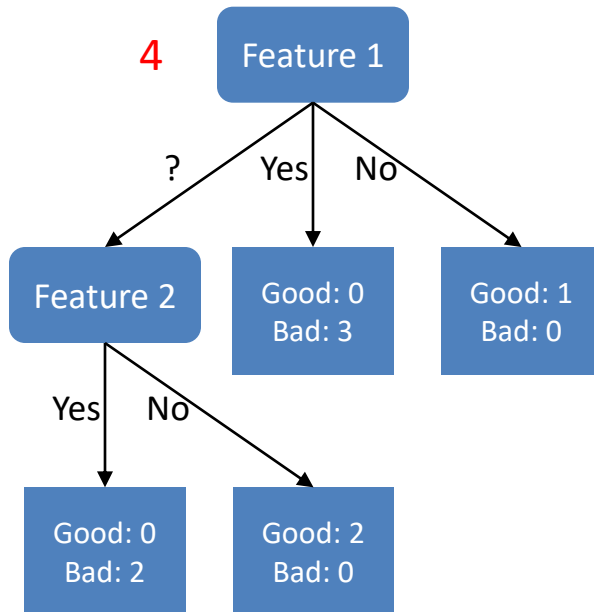 4
Feature 1
?
Yes
No
Feature 2
Good: 0
Bad: 3
Good: 1
Bad: 0
Yes
No
Good: 0
Bad: 2
Good: 2
Bad: 0